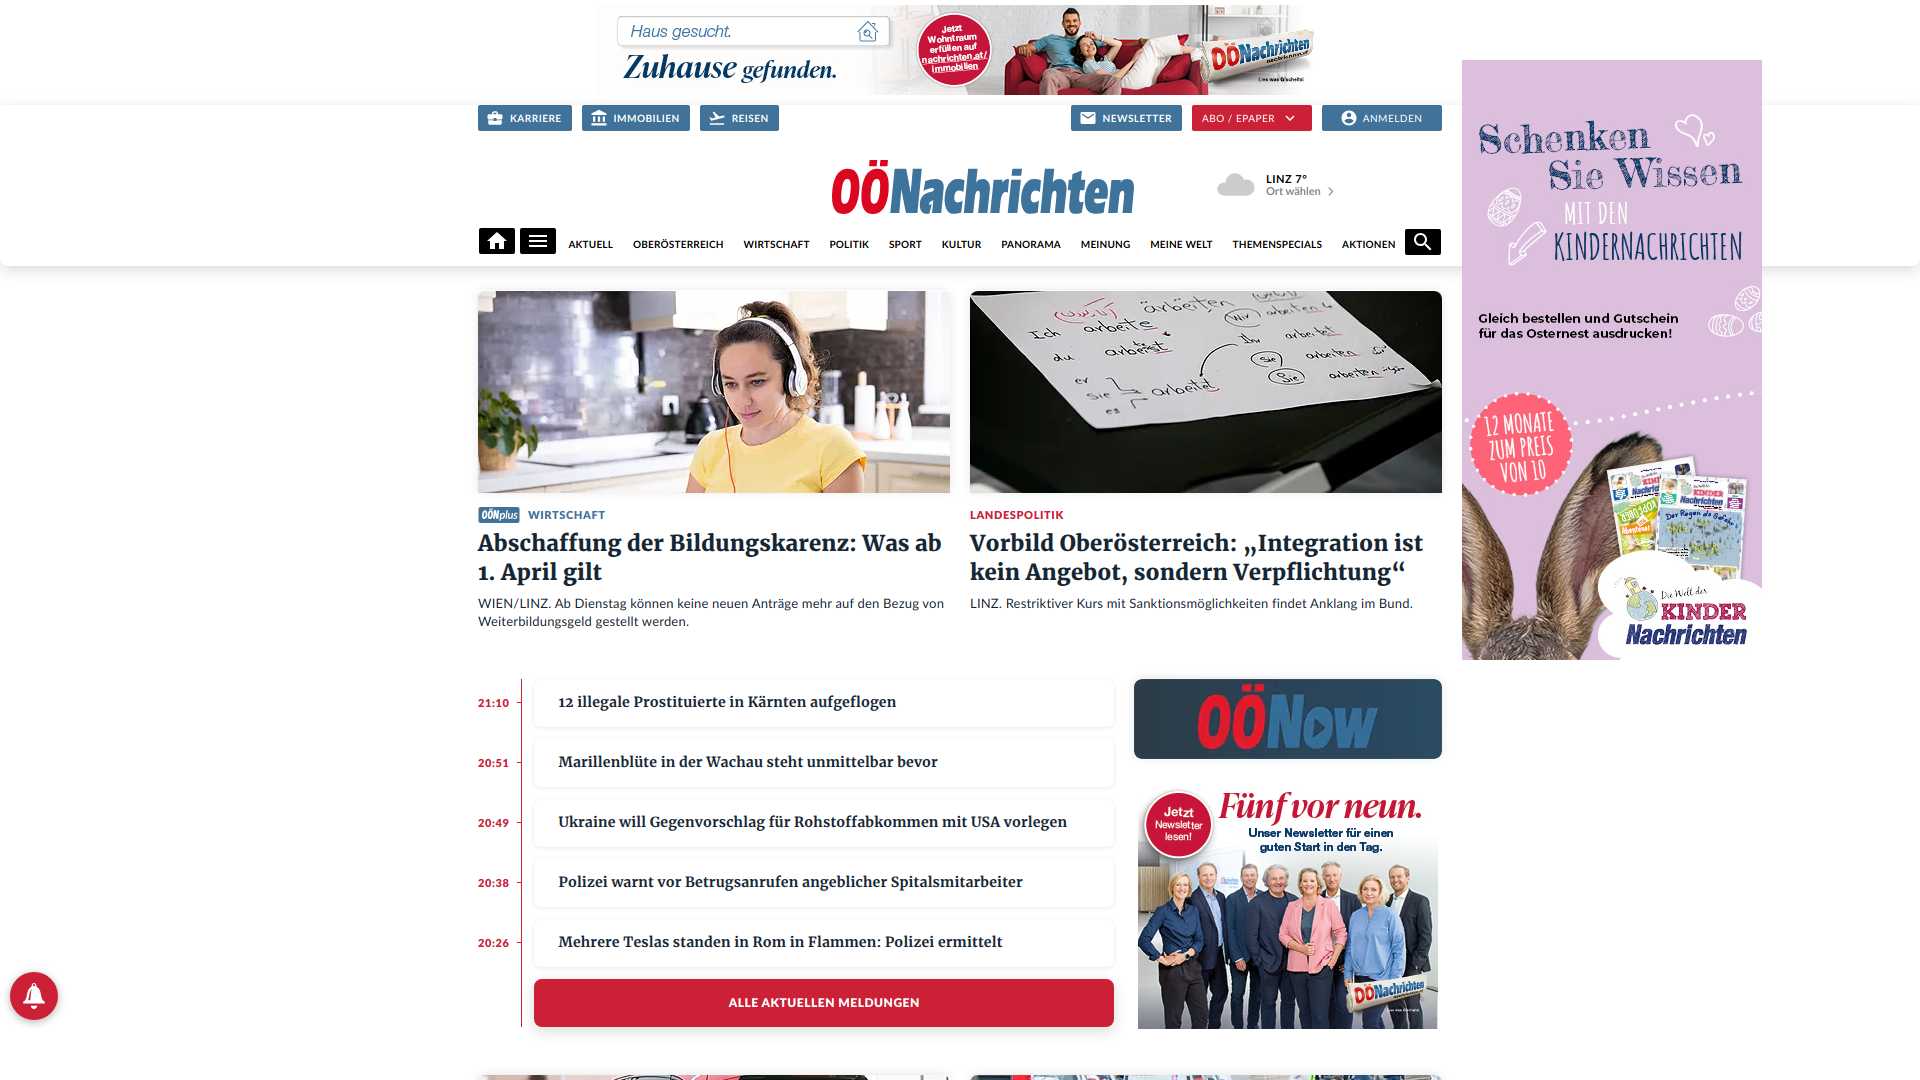 Haus gesucht.
Zuhause gefunden.
Jetzt
Wohntraum
erfüllen auf
nachrichten.at/
immobilien
OÖNachrichten
Lies was G'scheits!
KARRIERE
IMMOBILIEN
REISEN
NEWSLETTER
ABO / EPAPER
ANMELDEN
OÖNachrichten
LINZ 7°
Ort wählen
AKTUELL
OBERÖSTERREICH
WIRTSCHAFT
POLITIK
SPORT
KULTUR
PANORAMA
MEINUNG
MEINE WELT
THEMENSPECIALS
AKTIONEN
Schenken
Sie Wissen
MIT DEN
KINDERNACHRICHTEN
Gleich bestellen und Gutschein
für das Osternest ausdrucken!
12 MONATE
ZUM PREIS
VON 10
KINDER
Nachrichten
Die Welt der
KINDER
Nachrichten
Ich arbeite
du arbeitst
er
sie arbeitet
es
wir arbeiten
Ihr arbeitet
sie arbeiten
Sie arbeiten
OÖNplus WIRTSCHAFT
Abschaffung der Bildungskarenz: Was ab
1. April gilt
WIEN/LINZ. Ab Dienstag können keine neuen Anträge mehr auf den Bezug von
Weiterbildungsgeld gestellt werden.
LANDESPOLITIK
Vorbild Oberösterreich: „Integration ist
kein Angebot, sondern Verpflichtung“
LINZ. Restriktiver Kurs mit Sanktionsmöglichkeiten findet Anklang im Bund.
21:10 12 illegale Prostituierte in Kärnten aufgeflogen
20:51 Marillenblüte in der Wachau steht unmittelbar bevor
20:49 Ukraine will Gegenvorschlag für Rohstoffabkommen mit USA vorlegen
20:38 Polizei warnt vor Betrugsanrufen angeblicher Spitalsmitarbeiter
20:26 Mehrere Teslas standen in Rom in Flammen: Polizei ermittelt
ALLE AKTUELLEN MELDUNGEN
OÖNow
Jetzt
Newsletter
lesen!
Fünf vor neun.
Unser Newsletter für einen
guten Start in den Tag.
OÖNachrichten